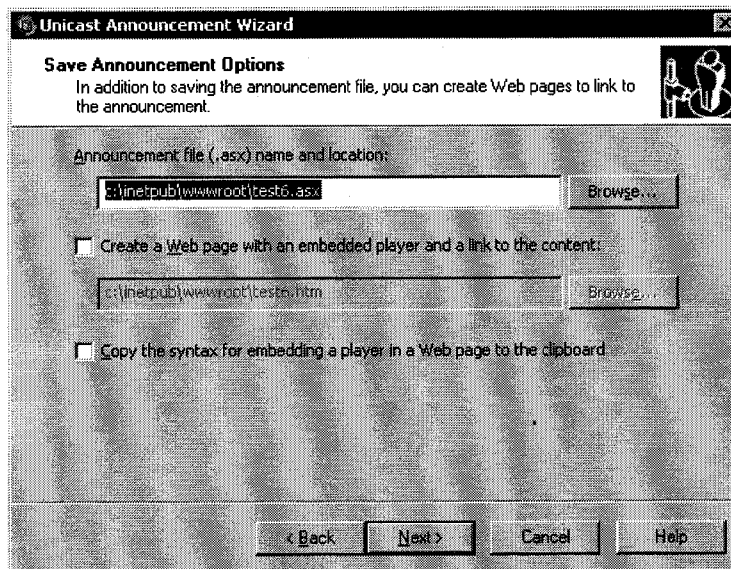 Unicast Announcement Wizard
Save Announcement Options
In addition to saving the announcement file, you can create Web pages to link to
the announcement.
Announcement file (.asx) name and location:
c:\inetpub\wwwroot\test6.asx
Browse...
Create a Web page with an embedded player and a link to the content:
c:\inetpub\wwwroot\test6.htm
Browse...
Copy the syntax for embedding a player in a Web page to the clipboard
< Back
Next >
Cancel
Help